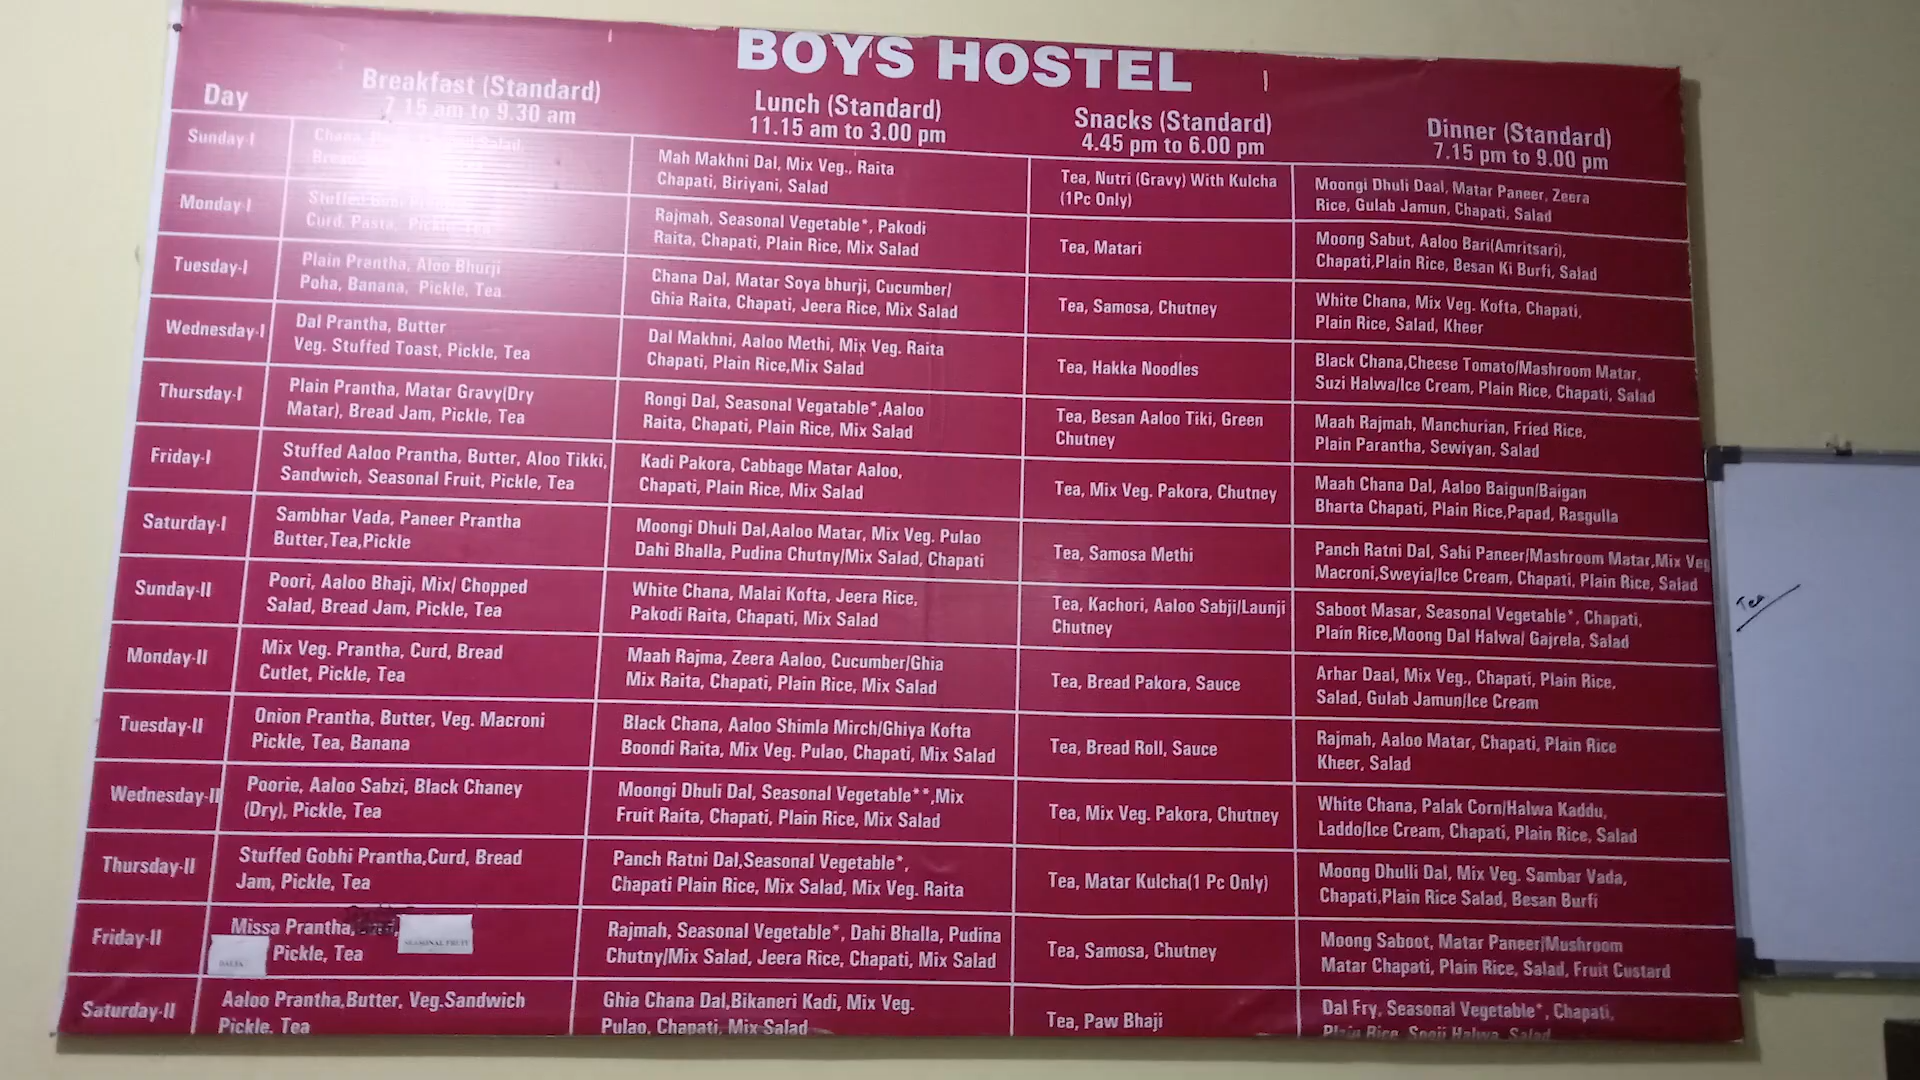 BOYS HOSTEL
Day
Breakfast (Standard)
7.15 am to 9.30 am
Lunch (Standard)
11.15 am to 3.00 pm
Snacks (Standard)
4.45 pm to 6.00 pm
Dinner (Standard)
7.15 pm to 9.00 pm
Sunday-I
Chana, Salad,
Mah Makhni Dal, Mix Veg., Raita
Chapati, Biriyani, Salad
Tea, Nutri (Gravy) With Kulcha
(1Pc Only)
Moongi Dhuli Daal, Matar Paneer, Zeera
Rice, Gulab Jamun, Chapati, Salad
Monday-I
Stuffed Gobi
Curd, Pasta, Pickle, Tea
Rajmah, Seasonal Vegetable*, Pakodi
Raita, Chapati, Plain Rice, Mix Salad
Tea, Matari
Moong Sabut, Aaloo Bari(Amritsari),
Chapati,Plain Rice, Besan Ki Burfi, Salad
Tuesday-I
Plain Prantha, Aloo Bhurji
Poha, Banana, Pickle, Tea
Chana Dal, Matar Soya bhurji, Cucumber/
Ghia Raita, Chapati, Jeera Rice, Mix Salad
Tea, Samosa, Chutney
White Chana, Mix Veg. Kofta, Chapati,
Plain Rice, Salad, Kheer
Wednesday-I
Dal Prantha, Butter
Veg. Stuffed Toast, Pickle, Tea
Dal Makhni, Aaloo Methi, Mix Veg. Raita
Chapati, Plain Rice,Mix Salad
Tea, Hakka Noodles
Black Chana,Cheese Tomato/Mashroom Matar,
Suzi Halwa/Ice Cream, Plain Rice, Chapati, Salad
Thursday-I
Plain Prantha, Matar Gravy(Dry
Matar), Bread Jam, Pickle, Tea
Rongi Dal, Seasonal Vegatable*,Aaloo
Raita, Chapati, Plain Rice, Mix Salad
Tea, Besan Aaloo Tiki, Green
Chutney
Maah Rajmah, Manchurian, Fried Rice,
Plain Parantha, Sewiyan, Salad
Friday-I
Stuffed Aaloo Prantha, Butter, Aloo Tikki,
Sandwich, Seasonal Fruit, Pickle, Tea
Kadi Pakora, Cabbage Matar Aaloo,
Chapati, Plain Rice, Mix Salad
Tea, Mix Veg. Pakora, Chutney
Maah Chana Dal, Aaloo Baigun/Baigan
Bharta Chapati, Plain Rice,Papad, Rasgulla
Saturday-I
Sambhar Vada, Paneer Prantha
Butter,Tea,Pickle
Moongi Dhuli Dal,Aaloo Matar, Mix Veg. Pulao
Dahi Bhalla, Pudina Chutny/Mix Salad, Chapati
Tea, Samosa Methi
Panch Ratni Dal, Sahi Paneer/Mashroom Matar,Mix Veg
Macroni,Sweyia/Ice Cream, Chapati, Plain Rice, Salad
Sunday-II
Poori, Aaloo Bhaji, Mix/ Chopped
Salad, Bread Jam, Pickle, Tea
White Chana, Malai Kofta, Jeera Rice,
Pakodi Raita, Chapati, Mix Salad
Tea, Kachori, Aaloo Sabji/Launji
Chutney
Saboot Masar, Seasonal Vegetable*, Chapati,
Plain Rice,Moong Dal Halwa/ Gajrela, Salad
Monday-II
Mix Veg. Prantha, Curd, Bread
Cutlet, Pickle, Tea
Maah Rajma, Zeera Aaloo, Cucumber/Ghia
Mix Raita, Chapati, Plain Rice, Mix Salad
Tea, Bread Pakora, Sauce
Arhar Daal, Mix Veg., Chapati, Plain Rice,
Salad, Gulab Jamun/Ice Cream
Tuesday-II
Onion Prantha, Butter, Veg. Macroni
Pickle, Tea, Banana
Black Chana, Aaloo Shimla Mirch/Ghiya Kofta
Boondi Raita, Mix Veg. Pulao, Chapati, Mix Salad
Tea, Bread Roll, Sauce
Rajmah, Aaloo Matar, Chapati, Plain Rice
Kheer, Salad
Wednesday-II
Poorie, Aaloo Sabzi, Black Chaney
(Dry), Pickle, Tea
Moongi Dhuli Dal, Seasonal Vegetable**,Mix
Fruit Raita, Chapati, Plain Rice, Mix Salad
Tea, Mix Veg. Pakora, Chutney
White Chana, Palak Corn/Halwa Kaddu,
Laddo/Ice Cream, Chapati, Plain Rice, Salad
Thursday-II
Stuffed Gobhi Prantha,Curd, Bread
Jam, Pickle, Tea
Panch Ratni Dal,Seasonal Vegetable*,
Chapati Plain Rice, Mix Salad, Mix Veg. Raita
Tea, Matar Kulcha(1 Pc Only)
Moong Dhulli Dal, Mix Veg. Sambar Vada,
Chapati,Plain Rice Salad, Besan Burfi
Friday-II
Missa Prantha, SEASONAL FRUIT
DALIA Pickle, Tea
Rajmah, Seasonal Vegetable*, Dahi Bhalla, Pudina
Chutny/Mix Salad, Jeera Rice, Chapati, Mix Salad
Tea, Samosa, Chutney
Moong Saboot, Matar Paneer/Mushroom
Matar Chapati, Plain Rice, Salad, Fruit Custard
Saturday-II
Aaloo Prantha,Butter, Veg.Sandwich
Pickle, Tea
Ghia Chana Dal,Bikaneri Kadi, Mix Veg.
Pulao, Chapati, Mix Salad
Tea, Paw Bhaji
Dal Fry, Seasonal Vegetable*, Chapati,
Plain Rice, Sooji Halwa, Salad
Tea